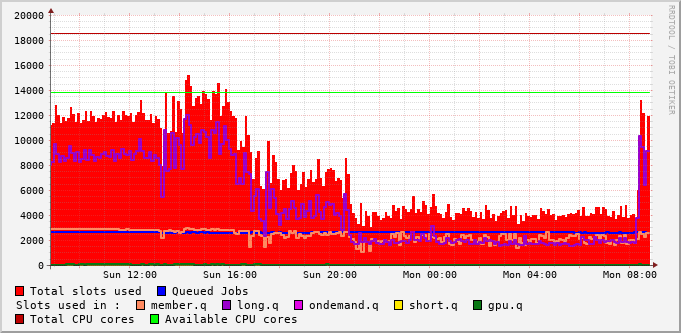 20000
18000
16000
14000
12000
10000
8000
6000
4000
2000
0
Sun 12:00 Sun 16:00 Sun 20:00 Mon 00:00 Mon 04:00 Mon 08:00
RRDTOOL / TOBI OETIKER
Total slots used Queued Jobs
Slots used in : member.q long.q ondemand.q short.q gpu.q
Total CPU cores Available CPU cores